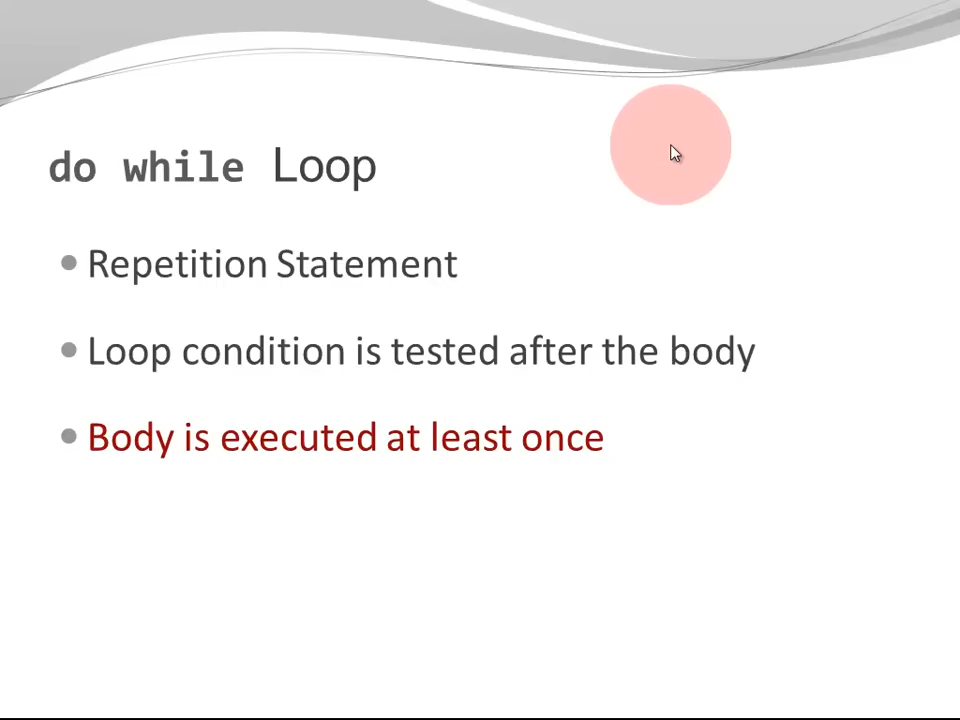 do while Loop
Repetition Statement
Loop condition is tested after the body
Body is executed at least once